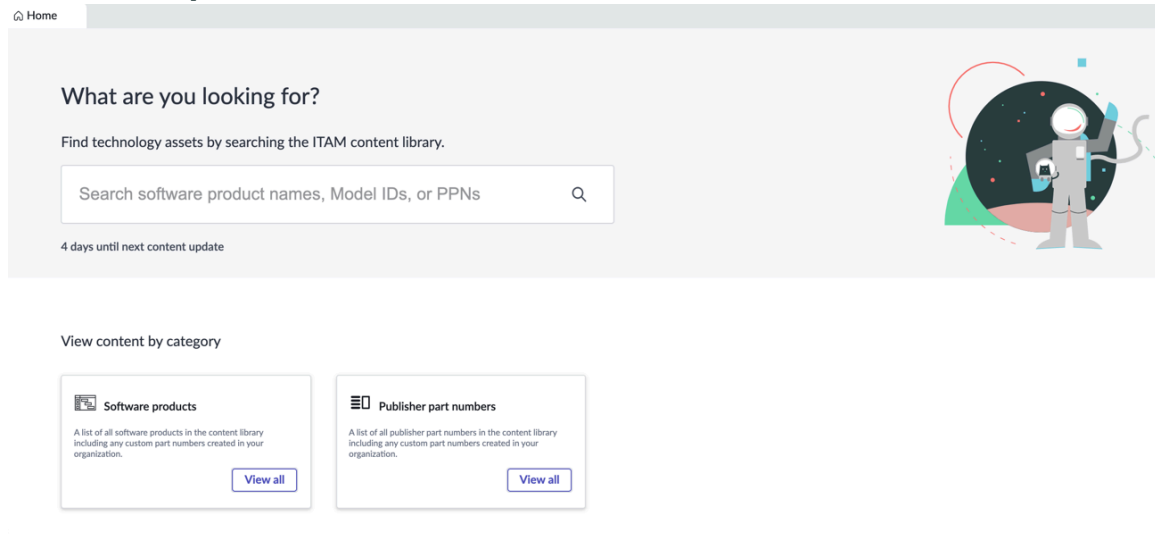 Home
What are you looking for?
Find technology assets by searching the ITAM content library.
Search software product names, Model IDs, or PPNs
4 days until next content update
View content by category
Software products
A list of all software products in the content library
including any custom part numbers created in your
organization.
View all
Publisher part numbers
A list of all publisher part numbers in the content library
including any custom part numbers created in your
organization.
View all